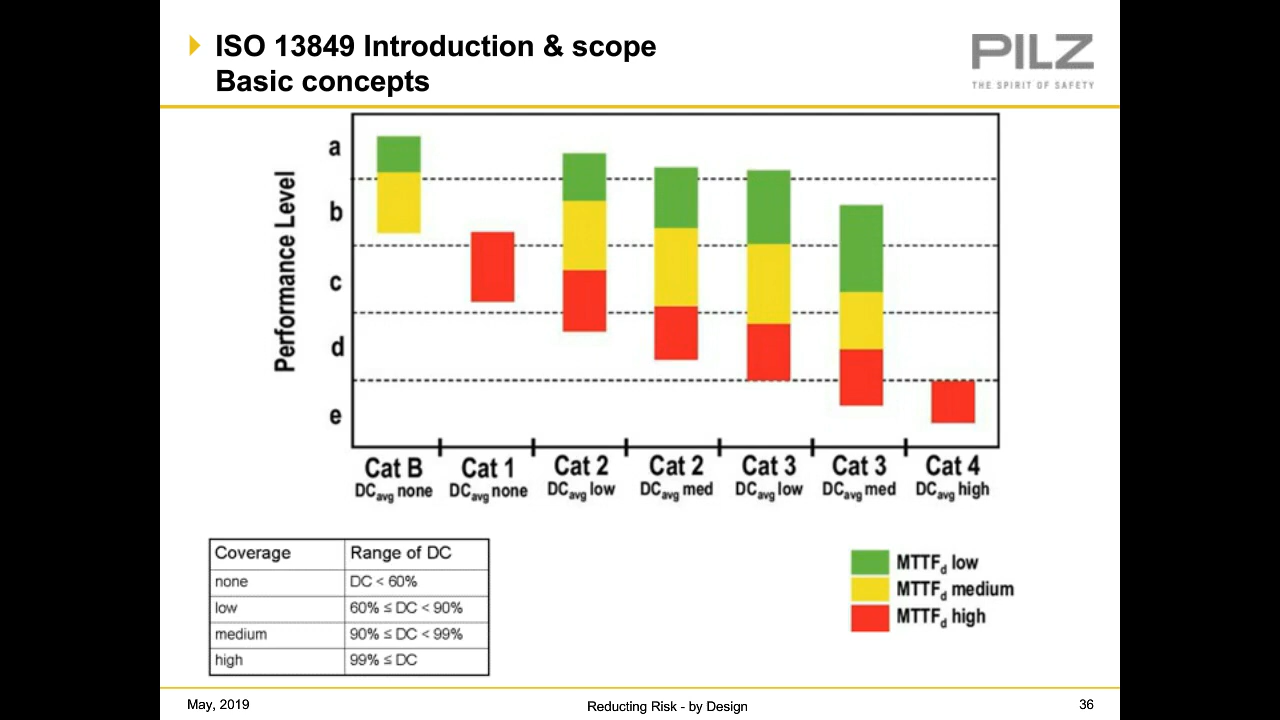 ISO 13849 Introduction & scope
Basic concepts
PILZ
THE SPIRIT OF SAFETY
Performance Level
a
b
c
d
e
Cat B Cat 1 Cat 2 Cat 2 Cat 3 Cat 3 Cat 4
DCavg none DCavg none DCavg low DCavg med DCavg low DCavg med DCavg high
Coverage Range of DC
none DC < 60%
low 60% ≤ DC < 90%
medium 90% ≤ DC < 99%
high 99% ≤ DC
MTTFd low
MTTFd medium
MTTFd high
May, 2019 Reducting Risk - by Design 36